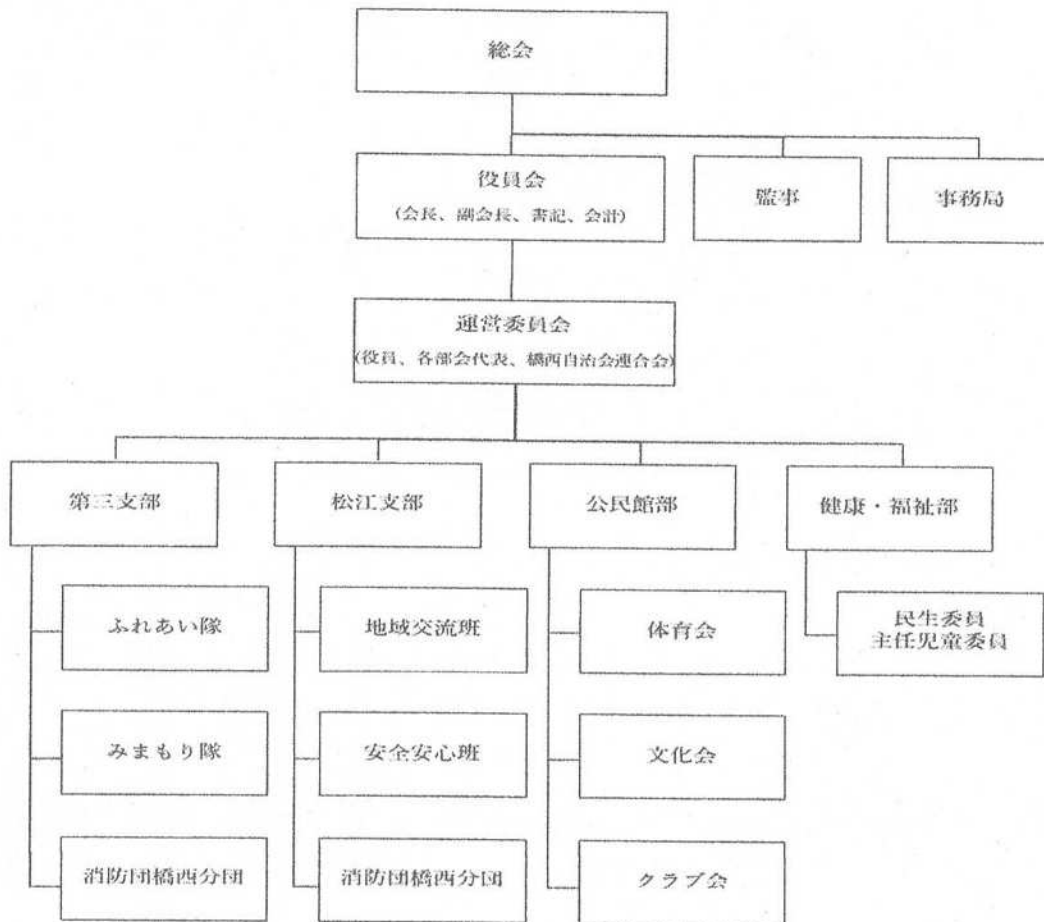 総会
役員会
(会長、副会長、書記、会計)
監事
事務局
運営委員会
(役員、各部会代表、橋西自治会連合会)
第三支部
松江支部
公民館部
健康・福祉部
ふれあい隊
地域交流班
体育会
民生委員
主任児童委員
みまもり隊
安全安心班
文化会
消防団橋西分団
消防団橋西分団
クラブ会